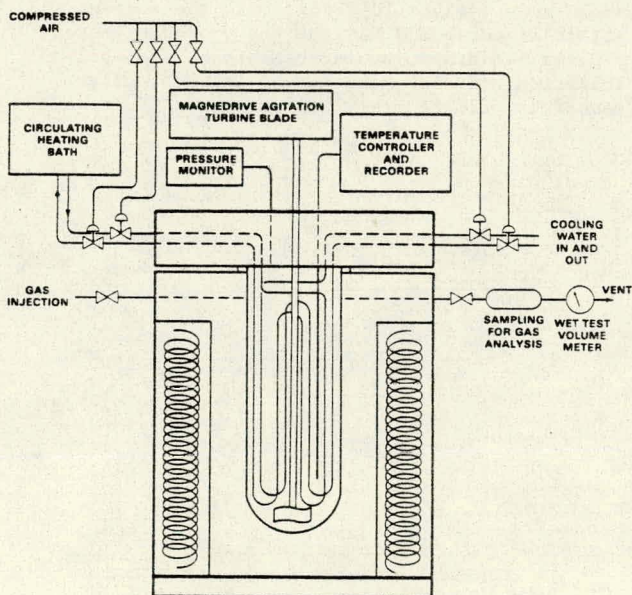 COMPRESSED
AIR
MAGNEDRIVE AGITATION
TURBINE BLADE
CIRCULATING
HEATING
BATH
PRESSURE
MONITOR
TEMPERATURE
CONTROLLER
AND
RECORDER
COOLING
WATER
IN AND
OUT
GAS
INJECTION
VENT
SAMPLING
FOR GAS
ANALYSIS
WET TEST
VOLUME
METER